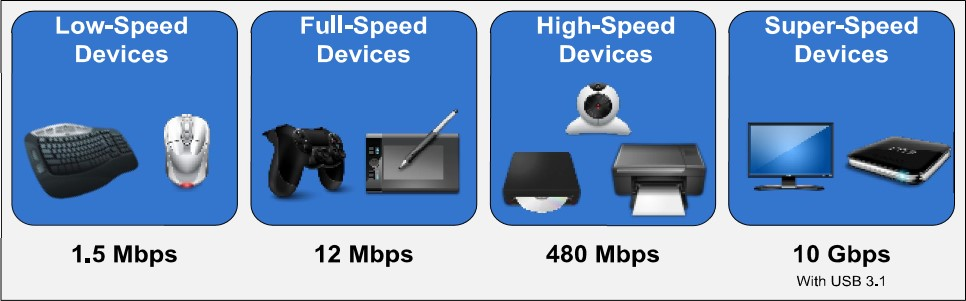 Low-Speed
Devices
Full-Speed
Devices
High-Speed
Devices
Super-Speed
Devices
1.5 Mbps
12 Mbps
480 Mbps
10 Gbps
With USB 3.1